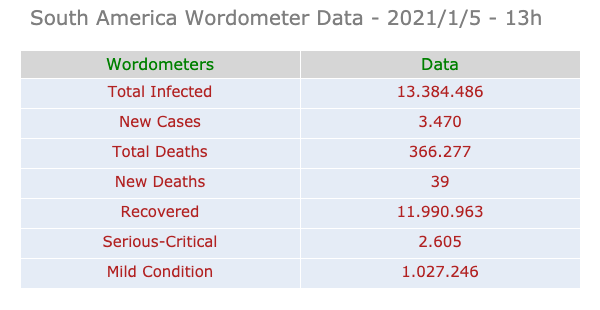 South America Wordometer Data - 2021/1/5 - 13h
Wordometers Data
Total Infected 13.384.486
New Cases 3.470
Total Deaths 366.277
New Deaths 39
Recovered 11.990.963
Serious-Critical 2.605
Mild Condition 1.027.246